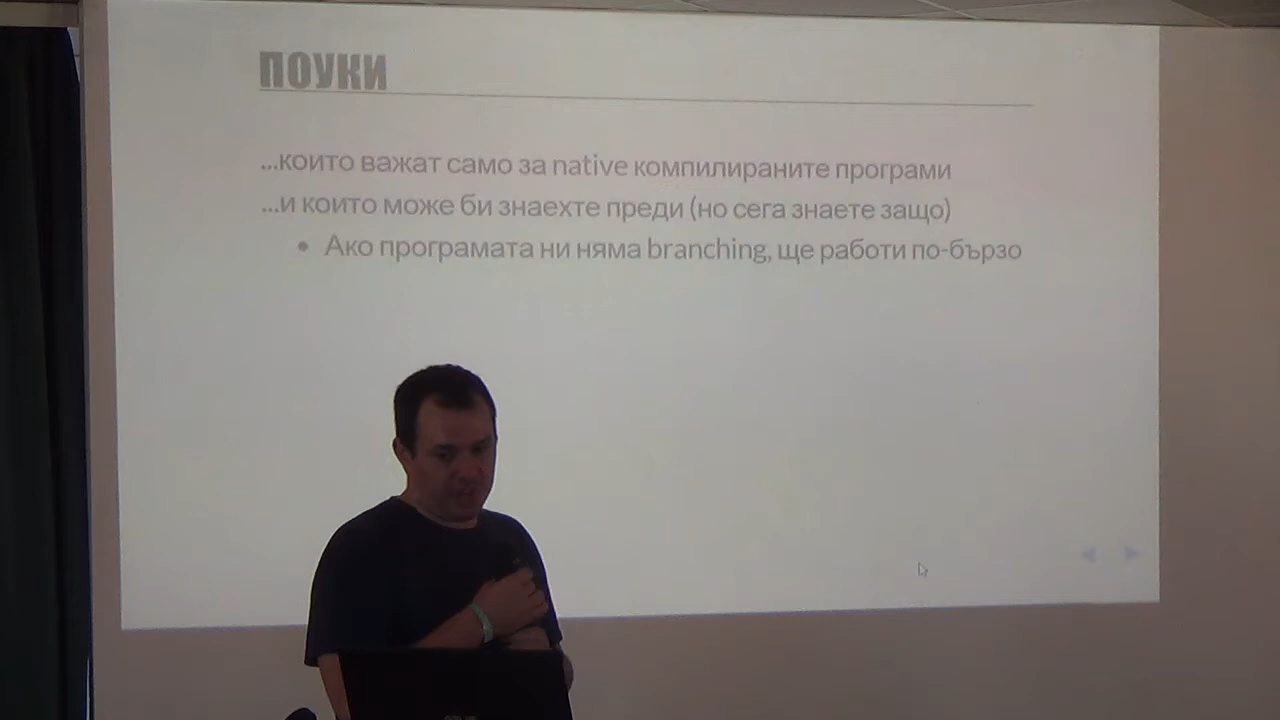 ПОУКИ
...които важат само за native компилираните програми
...и които може би знаехте преди (но сега знаете защо)
• Ако програмата ни няма branching, ще работи по-бързо